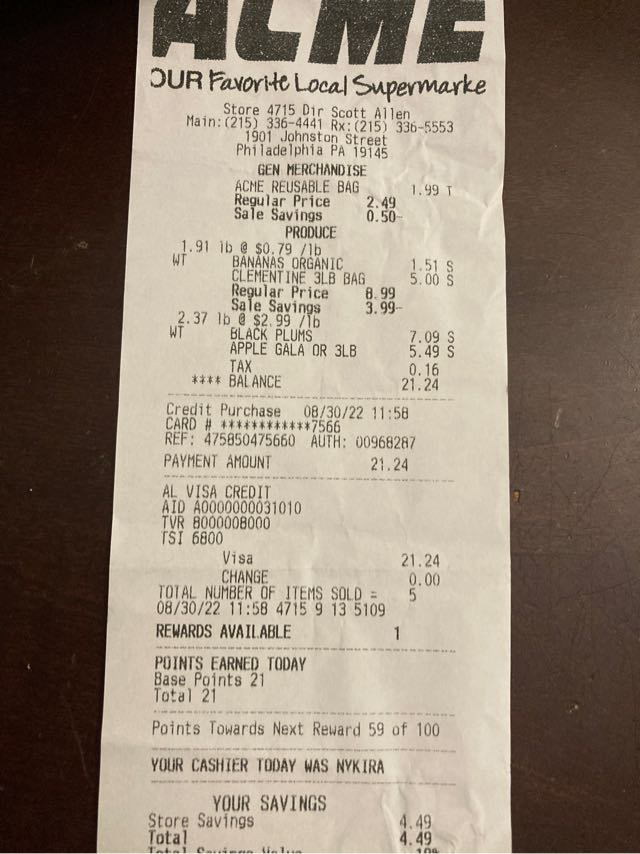 ACME
OUR Favorite Local Supermarke
Store 4715 Dir Scott Allen
Main:(215) 336-4441 Rx:(215) 336-5553
1901 Johnston Street
Philadelphia PA 19145
GEN MERCHANDISE
ACME REUSABLE BAG 1.99 T
Regular Price 2.49
Sale Savings 0.50-
PRODUCE
1.91 lb @ $0.79 /lb
WT BANANAS ORGANIC 1.51 S
CLEMENTINE 3LB BAG 5.00 S
Regular Price 8.99
Sale Savings 3.99-
2.37 lb @ $2.99 /lb
WT BLACK PLUMS 7.09 S
APPLE GALA OR 3LB 5.49 S
TAX 0.16
**** BALANCE 21.24
Credit Purchase 08/30/22 11:58
CARD # ************7566
REF: 475850475660 AUTH: 00968287
PAYMENT AMOUNT 21.24
AL VISA CREDIT
AID A0000000031010
TVR 8000008000
TSI 6800
Visa 21.24
CHANGE 0.00
TOTAL NUMBER OF ITEMS SOLD = 5
08/30/22 11:58 4715 9 13 5109
REWARDS AVAILABLE 1
POINTS EARNED TODAY
Base Points 21
Total 21
Points Towards Next Reward 59 of 100
YOUR CASHIER TODAY WAS NYKIRA
YOUR SAVINGS
Store Savings 4.49
Total 4.49
Total Savings Value